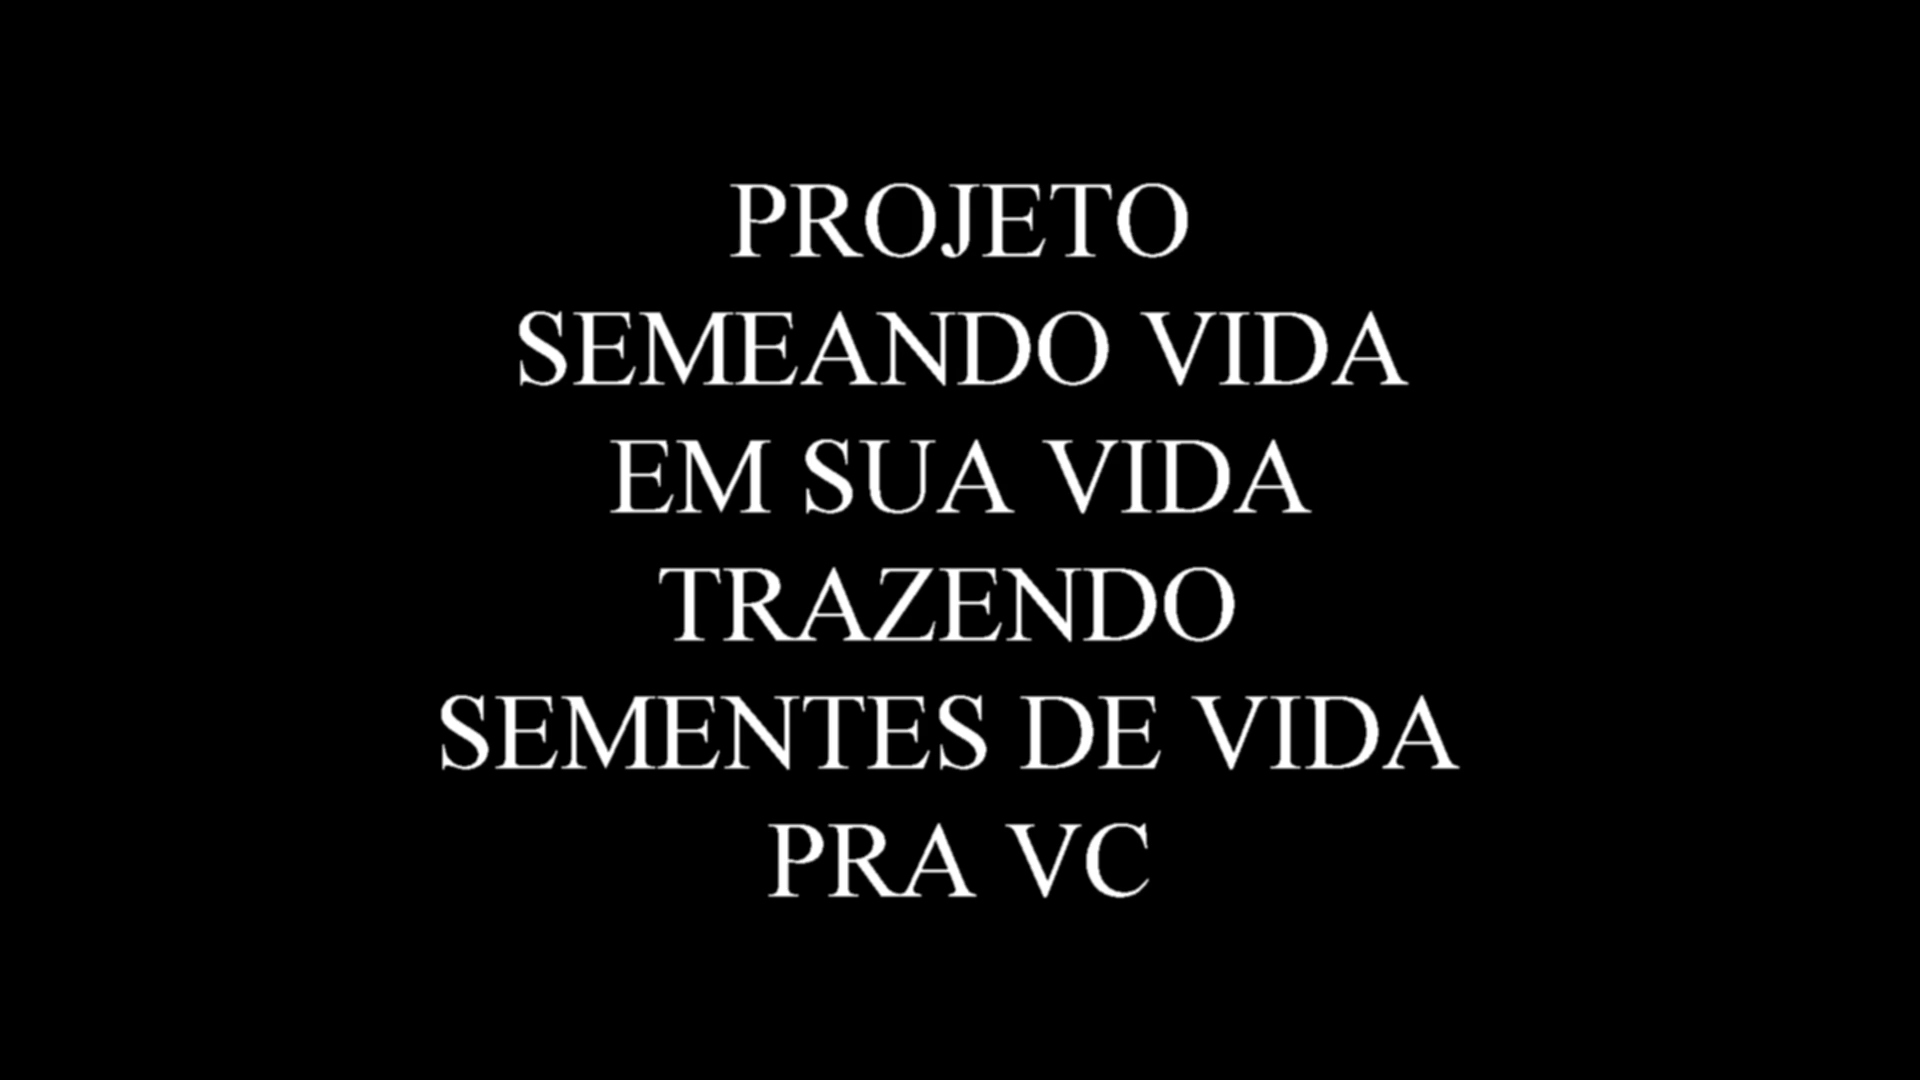 PROJETO
SEMEANDO VIDA
EM SUA VIDA
TRAZENDO
SEMENTES DE VIDA
PRA VC